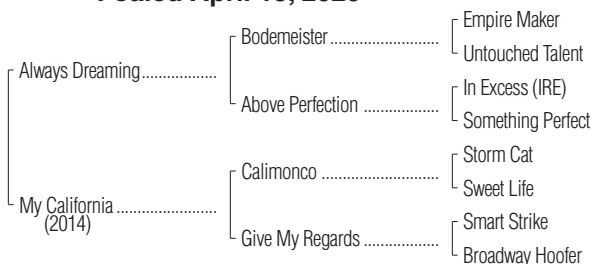 Foaled April
Empire Maker
Bodemeister
Untouched Talent
Always Dreaming
In Excess (IRE)
Above Perfection
Something Perfect
Storm Cat
Calimonco
Sweet Life
My California
(2014)
Smart Strike
Give My Regards
Broadway Hoofer